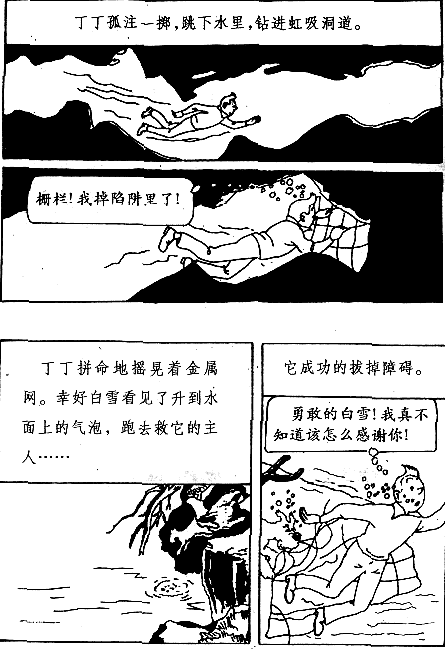 丁丁孤注一掷,跳下水里,钻进虹吸洞道。
栅栏!我掉陷阱里了!
丁丁拼命地摇晃着金属
网。幸好白雪看见了升到水
面上的气泡,跑去救它的主
人……
它成功的拔掉障碍。
勇敢的白雪!我真不
知道该怎么感谢你!